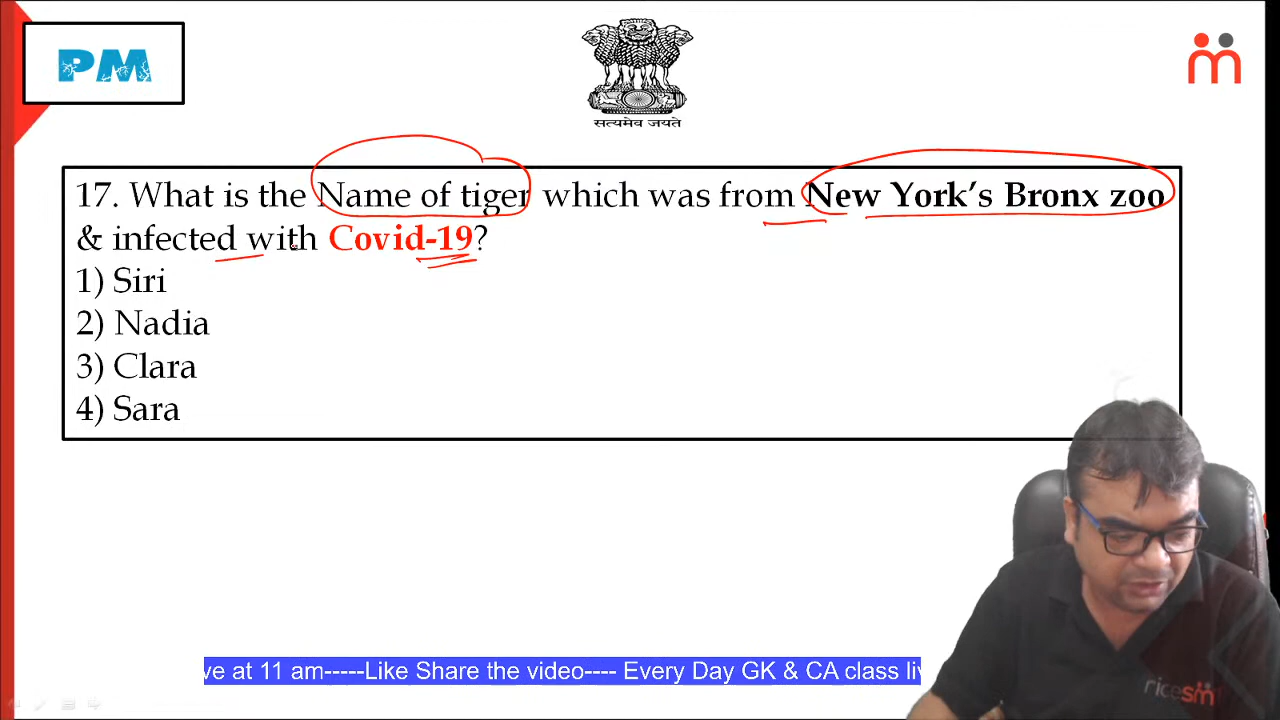 PM
सत्यमेव जयते
17. What is the Name of tiger which was from New York’s Bronx zoo
& infected with Covid-19?
1) Siri
2) Nadia
3) Clara
4) Sara
ve at 11 am-----Like Share the video---- Every Day GK & CA class liv
ricesm